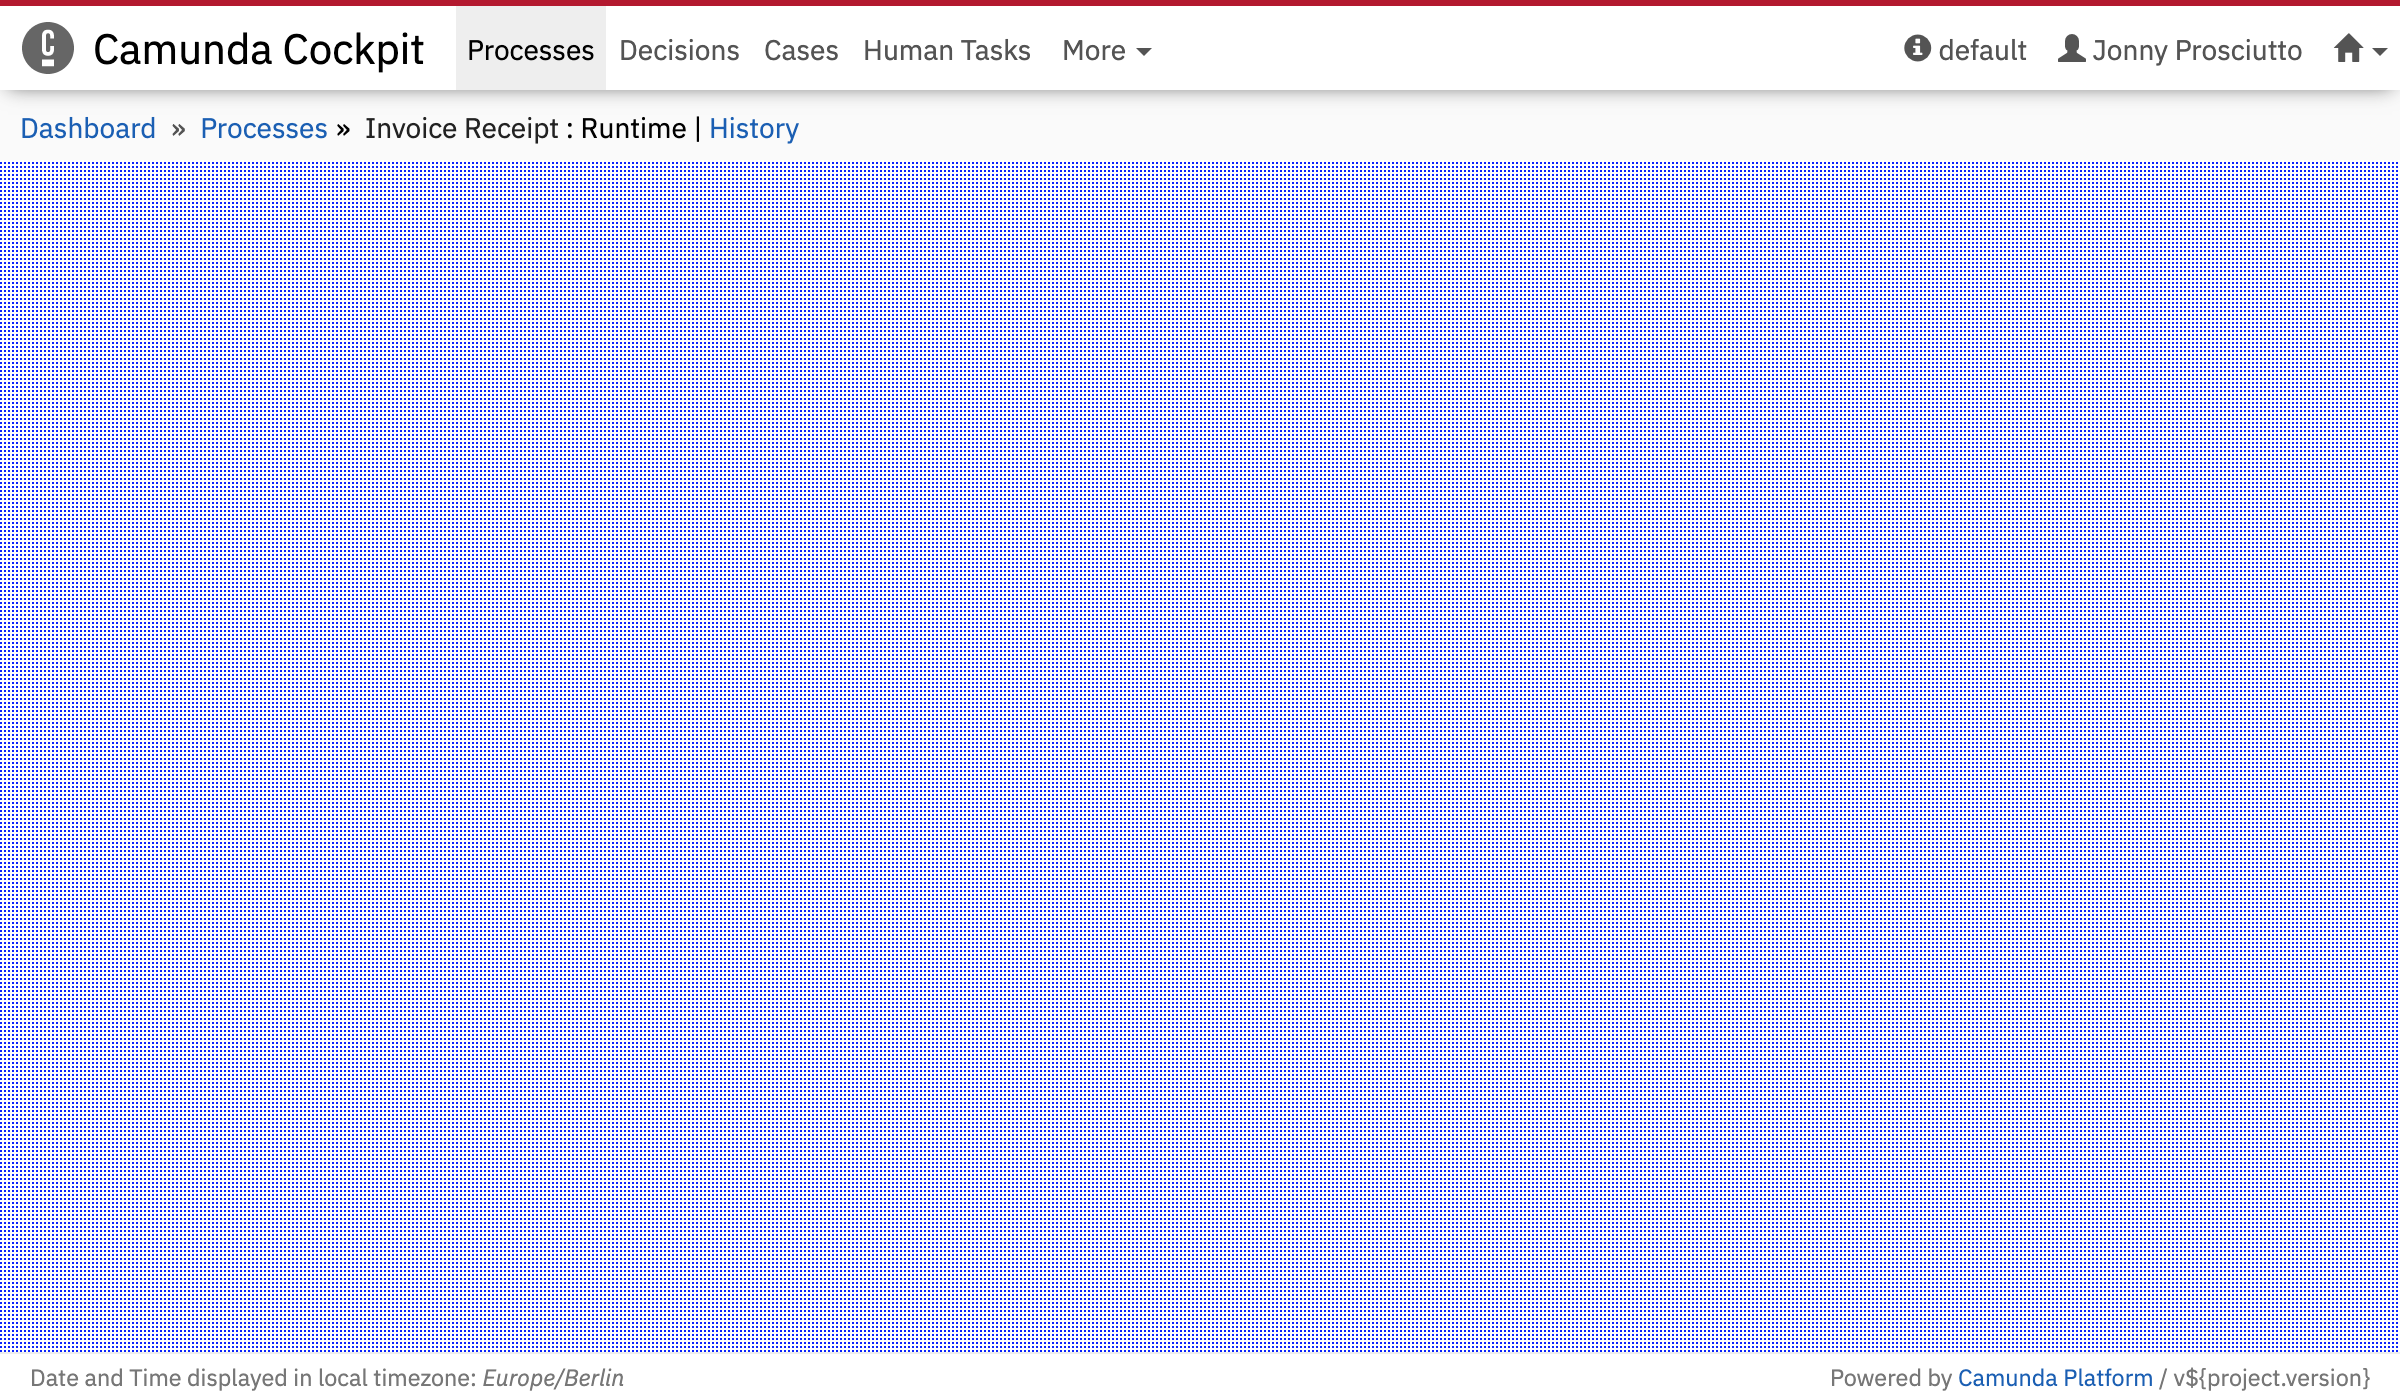 Camunda Cockpit Processes Decisions Cases Human Tasks More default Jonny Prosciutto
Dashboard » Processes » Invoice Receipt : Runtime | History
Date and Time displayed in local timezone: Europe/Berlin
Powered by Camunda Platform / v${project.version}